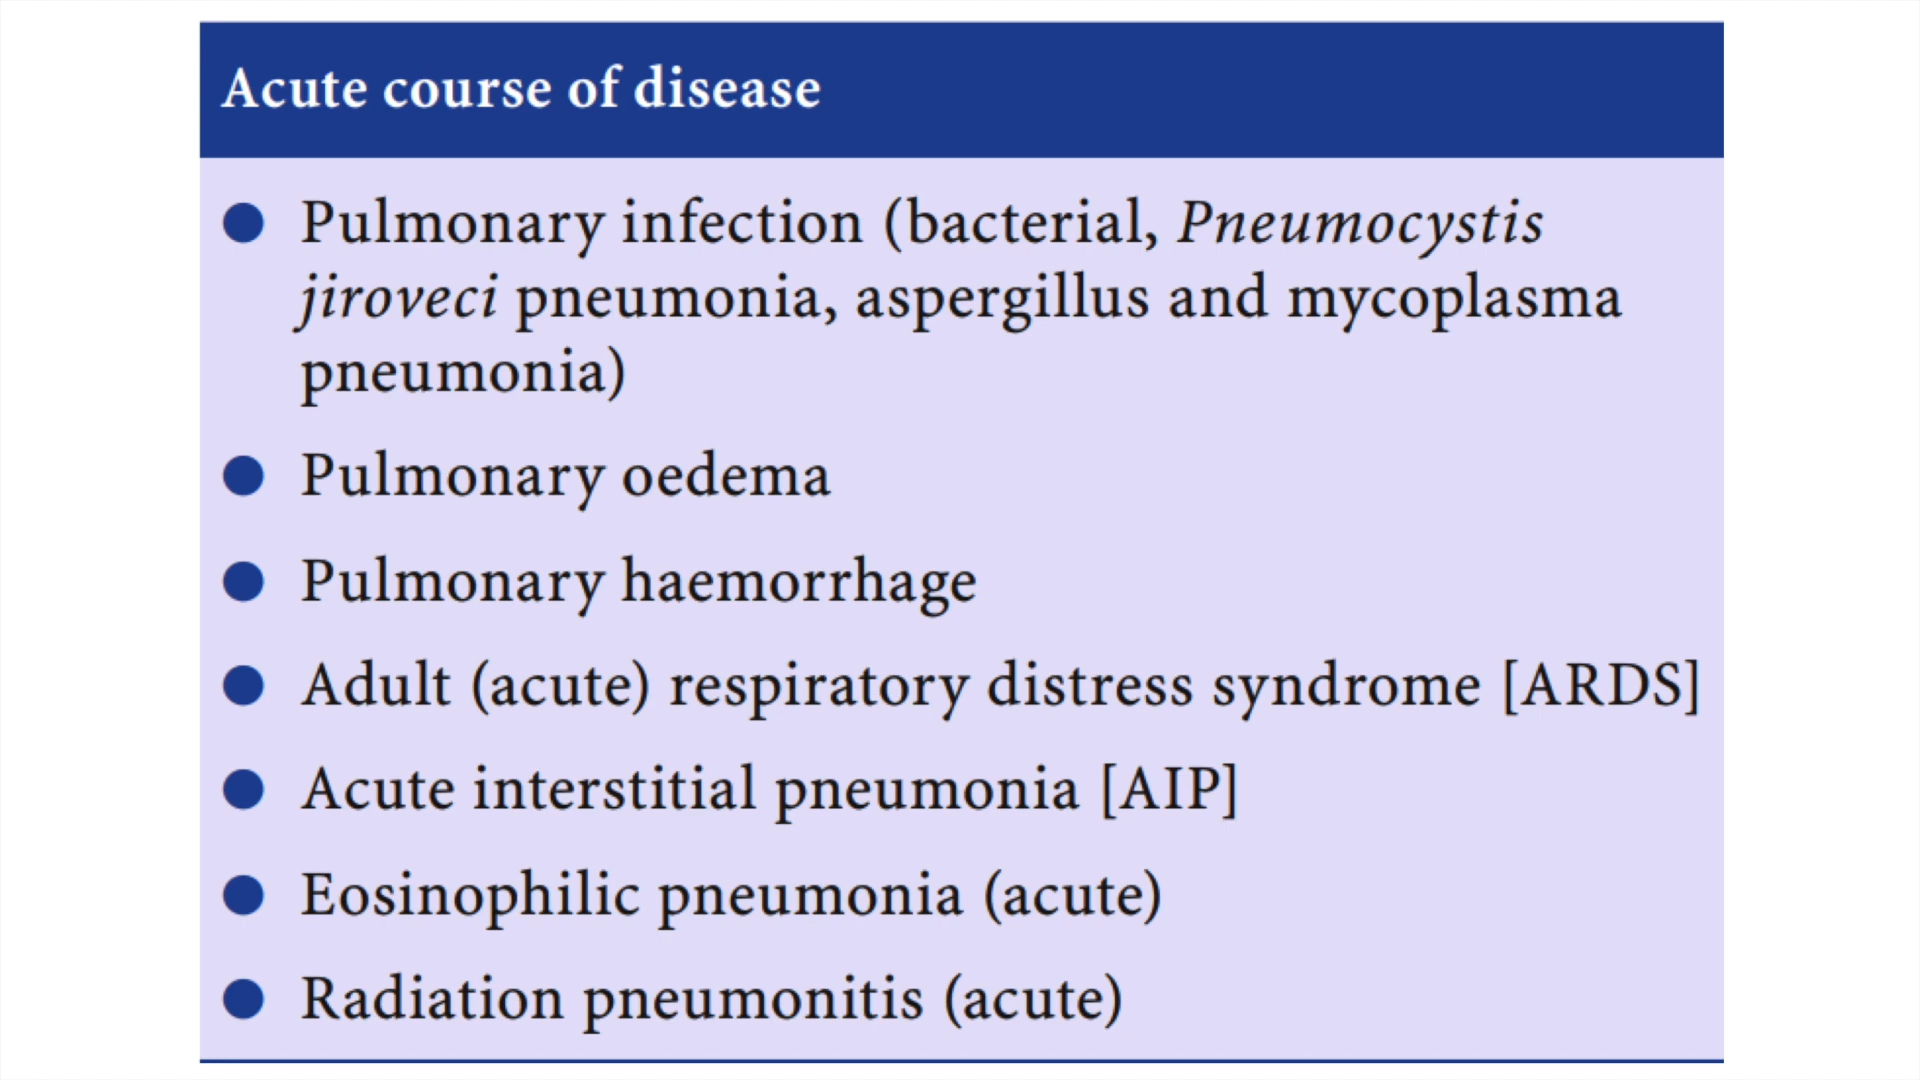 Acute course of disease
● Pulmonary infection (bacterial, Pneumocystis
jiroveci pneumonia, aspergillus and mycoplasma
pneumonia)
● Pulmonary oedema
● Pulmonary haemorrhage
● Adult (acute) respiratory distress syndrome [ARDS]
● Acute interstitial pneumonia [AIP]
● Eosinophilic pneumonia (acute)
● Radiation pneumonitis (acute)